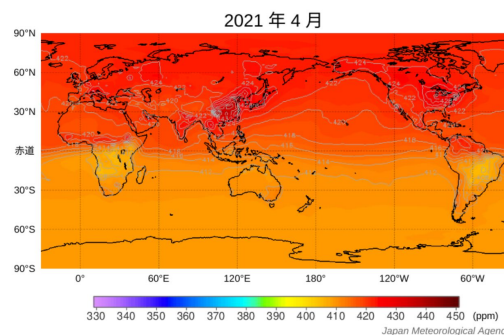 2021 年 4 月
90°N
60°N
30°N
赤道
30°S
60°S
90°S
0° 60°E 120°E 180° 120°W 60°W
330 340 350 360 370 380 390 400 410 420 430 440 450 (ppm)
Japan Meteorological Agenc